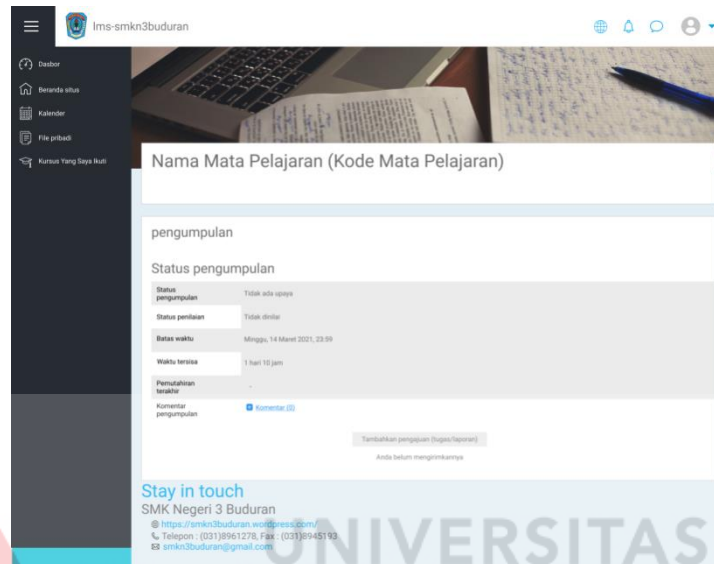 lms-smkn3buduran
Dasbor
Beranda situs
Kalender
File pribadi
Kursus Yang Saya Ikuti
Nama Mata Pelajaran (Kode Mata Pelajaran)
pengumpulan
Status pengumpulan
Status pengumpulan Tidak ada upaya
Status penilaian Tidak dinilai
Batas waktu Minggu, 14 Maret 2021, 23:59
Waktu tersisa 1 hari 10 jam
Pemutahiran terakhir -
Komentar pengumpulan Komentar (0)
Tambahkan pengajuan (tugas/laporan)
Anda belum mengirimkannya
Stay in touch
SMK Negeri 3 Buduran
https://smkn3buduran.wordpress.com/
Telepon : (031)8961278, Fax : (031)8945193
smkn3buduran@gmail.com
UNIVERSITAS